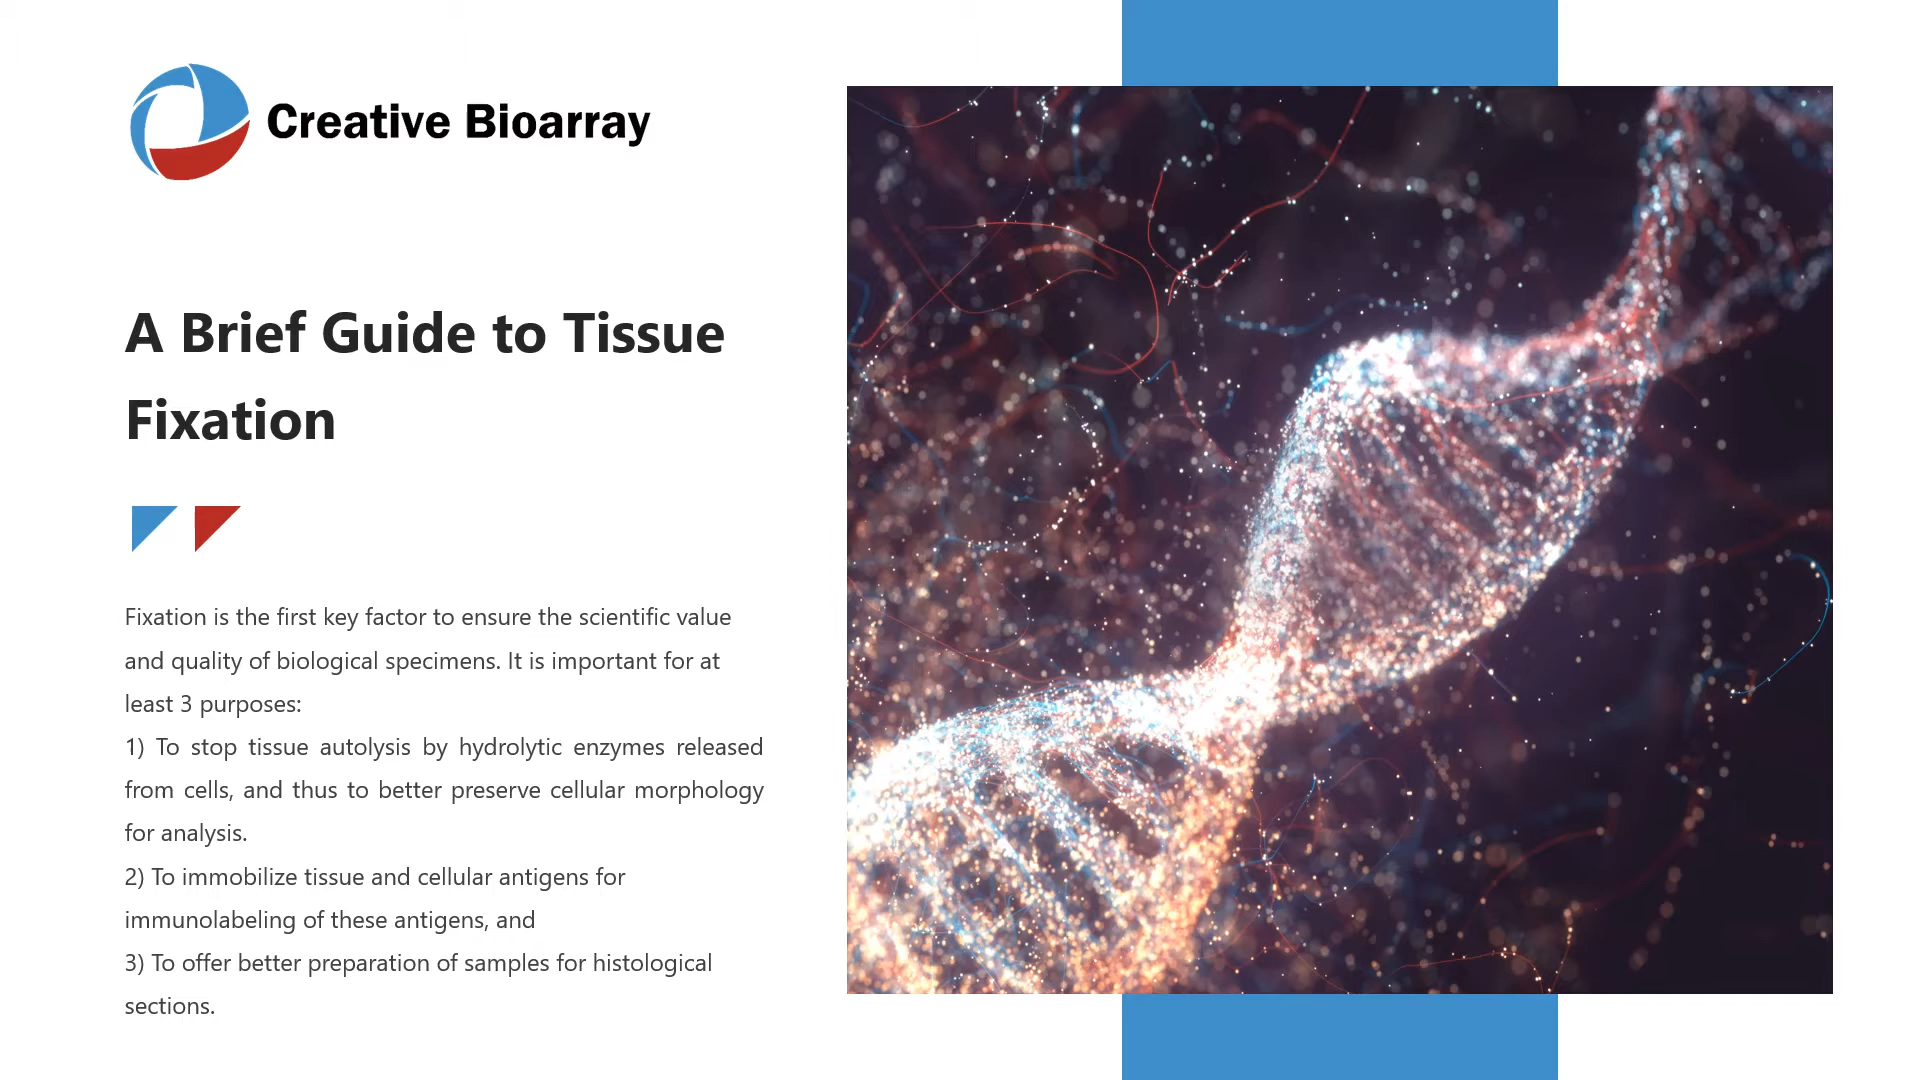 Creative Bioarray
A Brief Guide to Tissue
Fixation
Fixation is the first key factor to ensure the scientific value
and quality of biological specimens. It is important for at
least 3 purposes:
1) To stop tissue autolysis by hydrolytic enzymes released
from cells, and thus to better preserve cellular morphology
for analysis.
2) To immobilize tissue and cellular antigens for
immunolabeling of these antigens, and
3) To offer better preparation of samples for histological
sections.